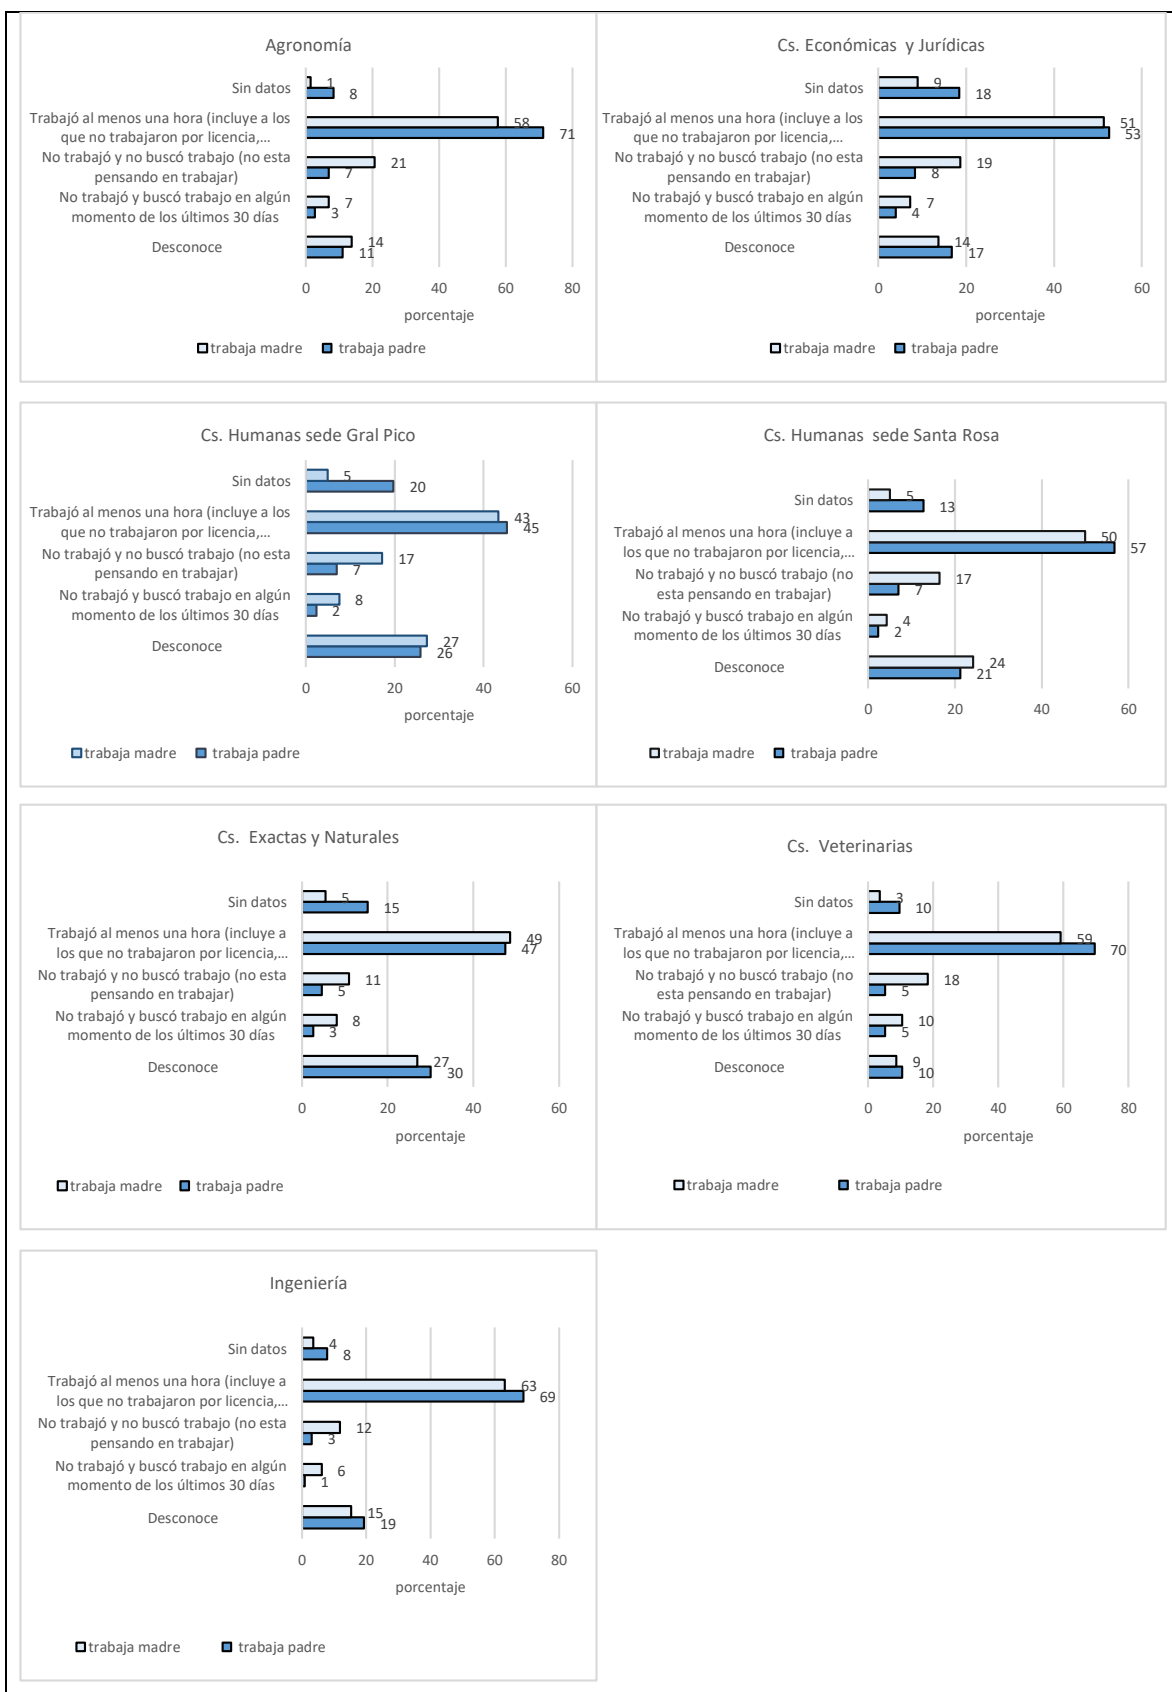 Agronomía
Sin datos
1
8
Trabajó al menos una hora (incluye a los
que no trabajaron por licencia,...
58
71
No trabajó y no buscó trabajo (no esta
pensando en trabajar)
21
7
No trabajó y buscó trabajo en algún
momento de los últimos 30 días
7
3
Desconoce
14
11
0 20 40 60 80
porcentaje
trabaja madre trabaja padre
Cs. Económicas y Jurídicas
Sin datos
9
18
Trabajó al menos una hora (incluye a los
que no trabajaron por licencia,...
51
53
No trabajó y no buscó trabajo (no esta
pensando en trabajar)
19
8
No trabajó y buscó trabajo en algún
momento de los últimos 30 días
7
4
Desconoce
14
17
0 20 40 60
porcentaje
trabaja madre trabaja padre
Cs. Humanas sede Gral Pico
Sin datos
5
20
Trabajó al menos una hora (incluye a los
que no trabajaron por licencia,...
43
45
No trabajó y no buscó trabajo (no esta
pensando en trabajar)
17
7
No trabajó y buscó trabajo en algún
momento de los últimos 30 días
8
2
Desconoce
27
26
0 20 40 60
porcentaje
trabaja madre trabaja padre
Cs. Humanas sede Santa Rosa
Sin datos
5
13
Trabajó al menos una hora (incluye a
los que no trabajaron por licencia,...
50
57
No trabajó y no buscó trabajo (no
esta pensando en trabajar)
17
7
No trabajó y buscó trabajo en algún
momento de los últimos 30 días
4
2
Desconoce
24
21
0 20 40 60
trabaja madre trabaja padre
Cs. Exactas y Naturales
Sin datos
5
15
Trabajó al menos una hora (incluye a
los que no trabajaron por licencia,...
49
47
No trabajó y no buscó trabajo (no esta
pensando en trabajar)
11
5
No trabajó y buscó trabajo en algún
momento de los últimos 30 días
8
3
Desconoce
27
30
0 20 40 60
porcentaje
trabaja madre trabaja padre
Cs. Veterinarias
Sin datos
3
10
Trabajó al menos una hora (incluye a
los que no trabajaron por licencia,...
59
70
No trabajó y no buscó trabajo (no
esta pensando en trabajar)
18
5
No trabajó y buscó trabajo en algún
momento de los últimos 30 días
10
5
Desconoce
9
10
0 20 40 60 80
porcentaje
trabaja madre trabaja padre
Ingeniería
Sin datos
4
8
Trabajó al menos una hora (incluye a
los que no trabajaron por licencia,...
63
69
No trabajó y no buscó trabajo (no esta
pensando en trabajar)
12
3
No trabajó y buscó trabajo en algún
momento de los últimos 30 días
6
1
Desconoce
15
19
0 20 40 60 80
porcentaje
trabaja madre trabaja padre